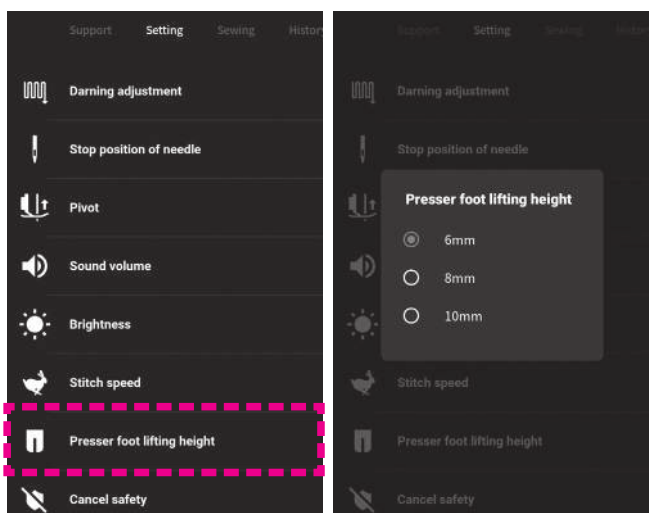 Support Setting Sewing History
Darning adjustment
Stop position of needle
Pivot
Sound volume
Brightness
Stitch speed
Presser foot lifting height
Cancel safety
Support Setting Sewing
Darning adjustment
Stop position of needle
Presser foot lifting height
6mm
8mm
10mm
Stitch speed
Presser foot lifting height
Cancel safety